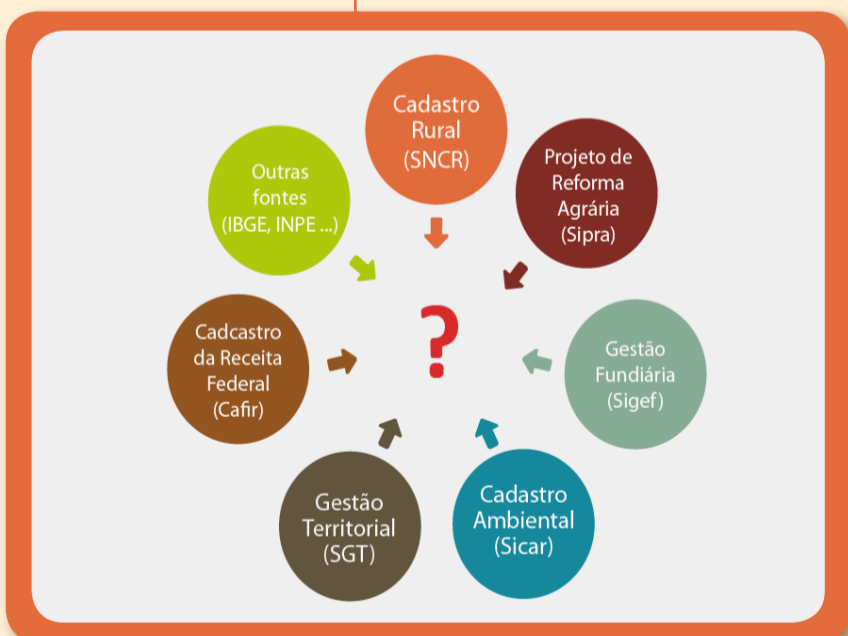 Cadastro
Rural
(SNCR)
Projeto de
Reforma
Agrária
(Sipra)
Gestão
Fundiária
(Sigef)
Cadastro
Ambiental
(Sicar)
Gestão
Territorial
(SGT)
Cadcastro
da Receita
Federal
(Cafir)
Outras
fontes
(IBGE, INPE ...)
?